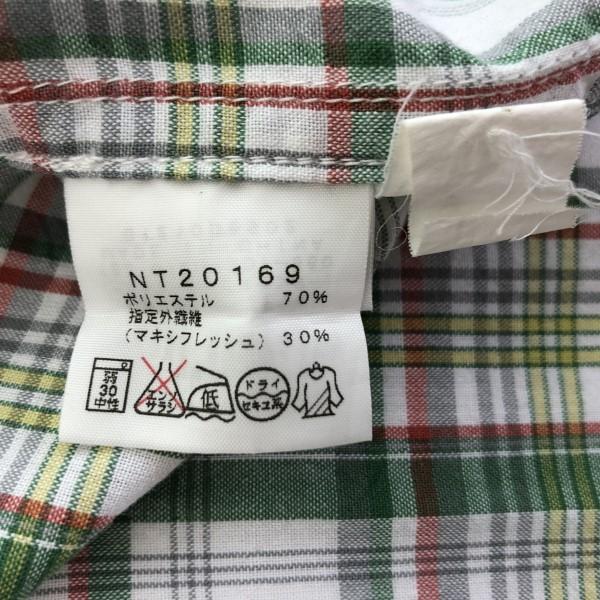 NT20169
ポリエステル 70%
指定外繊維
(マキシフレッシュ) 30%
弱 30 中性
エンソ サラシ
低
ドライ セキユ系